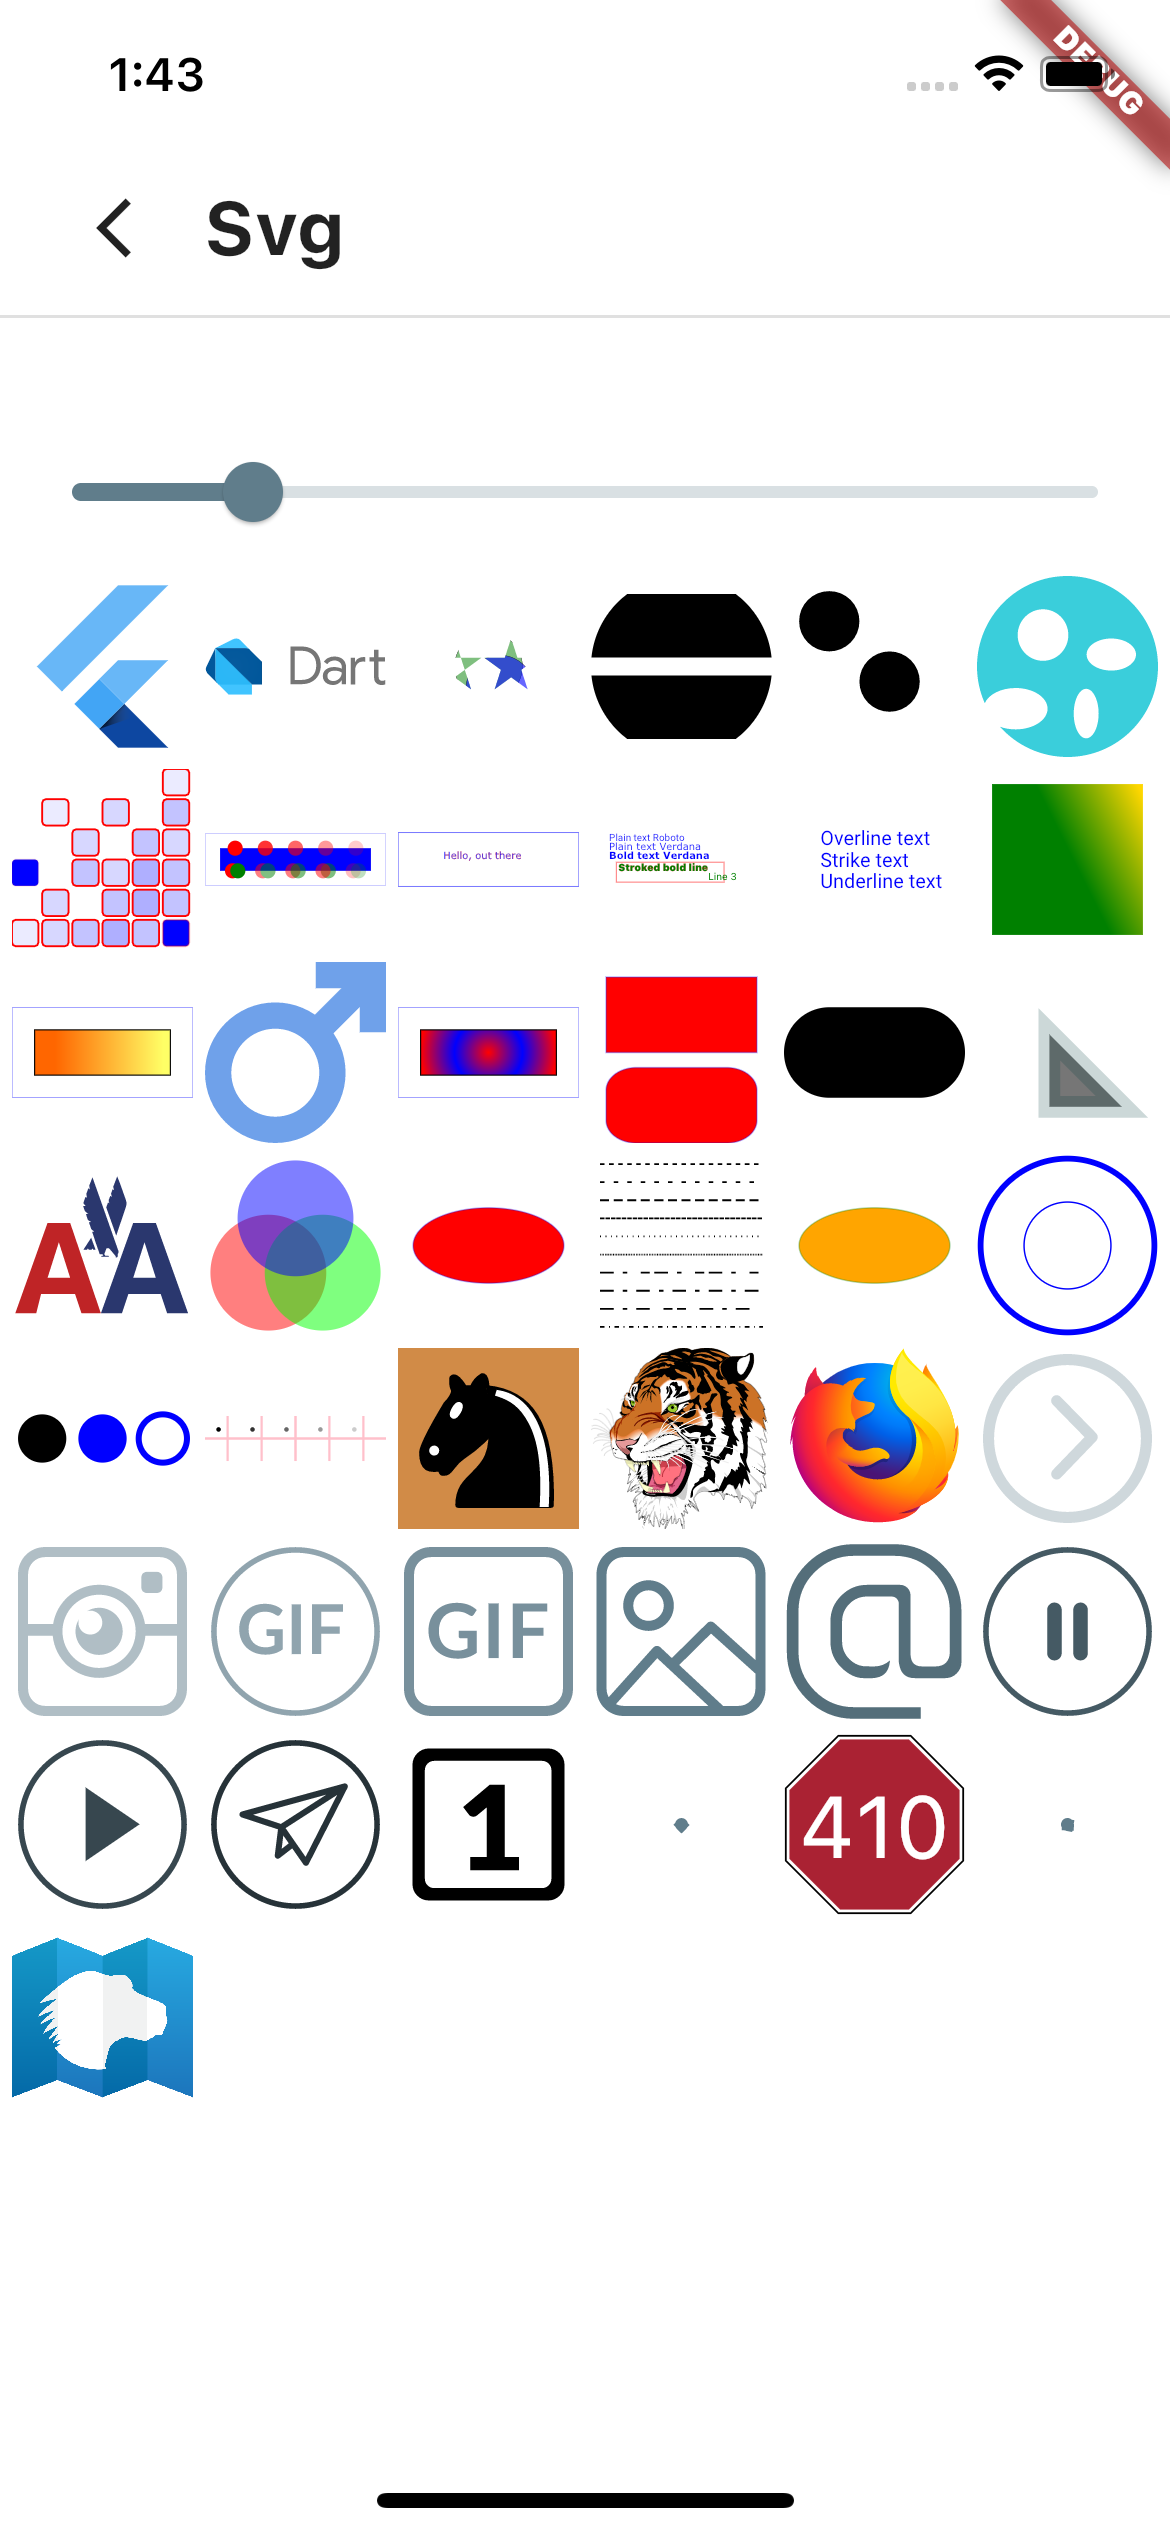 1:43
DEBUG
Svg
Dart
Hello, out there
Plain text Roboto
Plain text Verdana
Bold text Verdana
Stroked bold line
Line 3
Overline text
Strike text
Underline text
AA
GIF
GIF
1
410